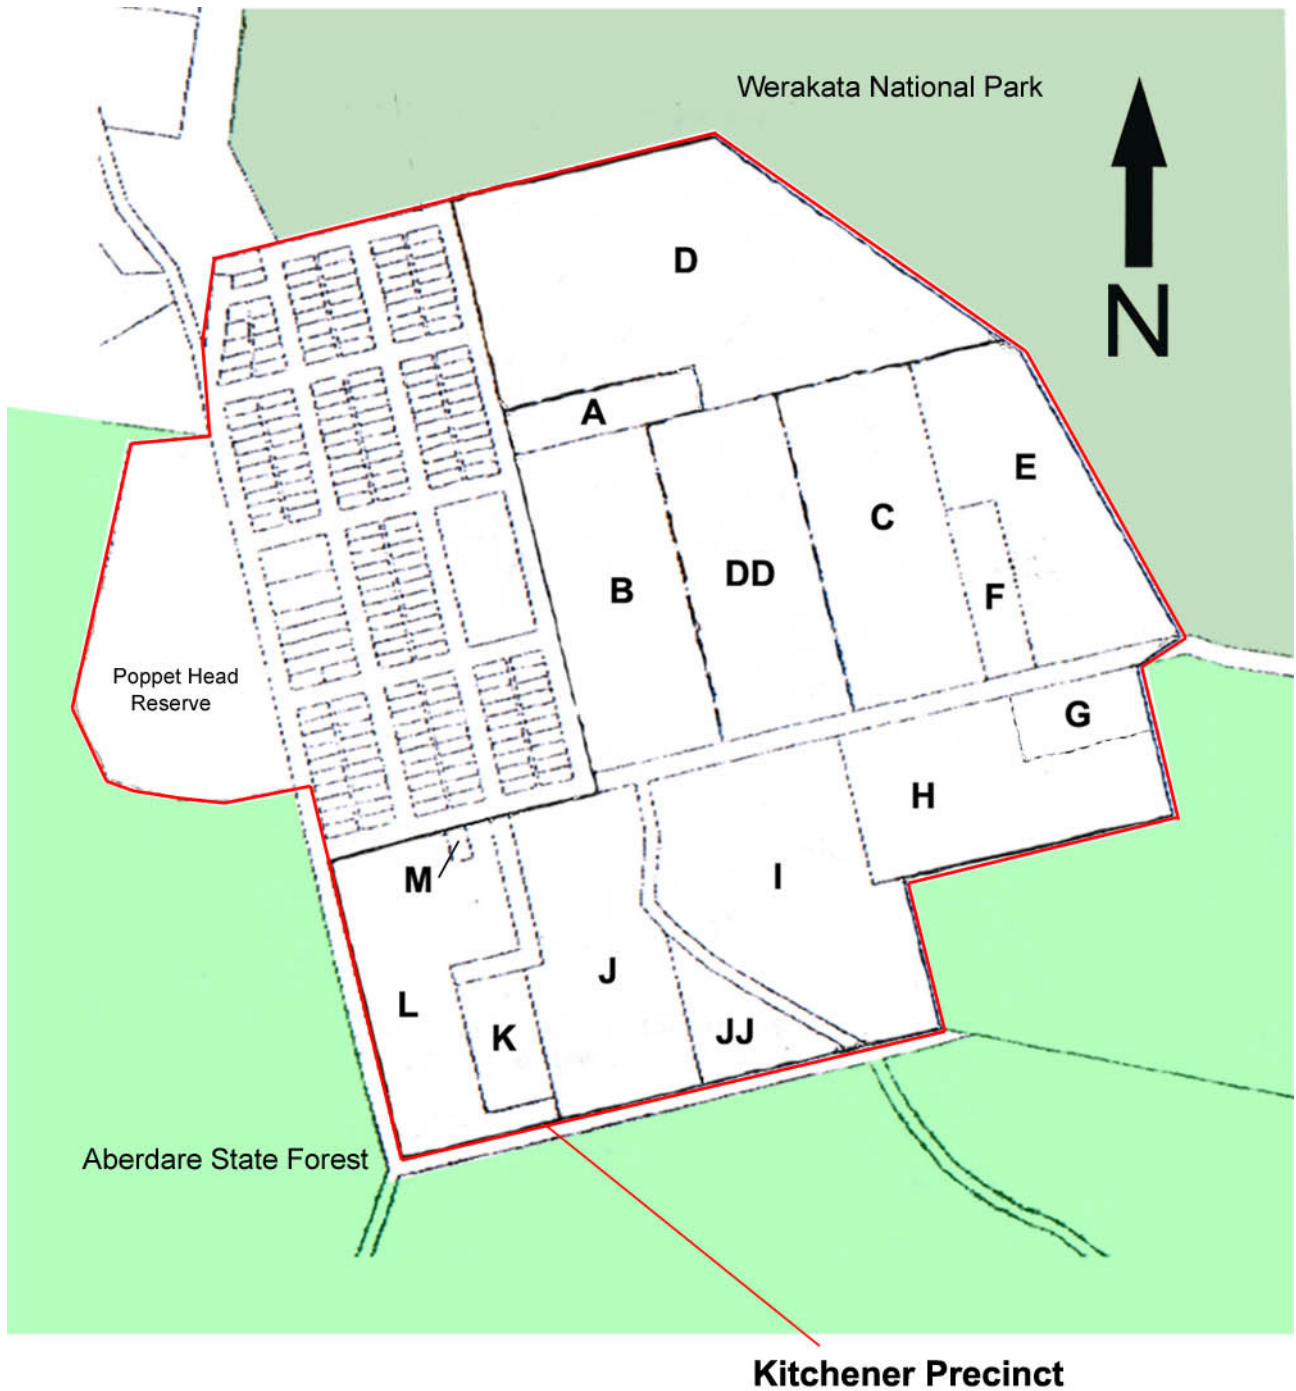 Werakata National Park
N
D
A
E
C
DD
B
F
Poppet Head
Reserve
G
H
M
I
J
L
JJ
K
Aberdare State Forest
Kitchener Precinct